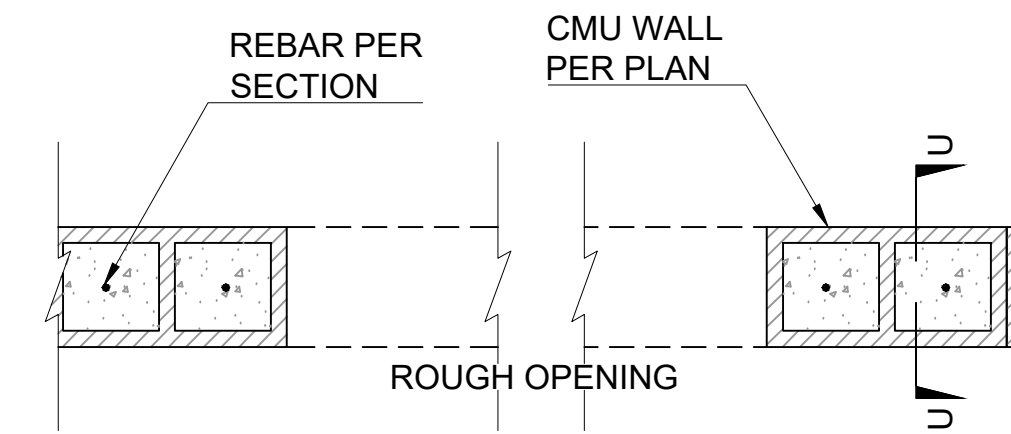 REBAR PER
SECTION
CMU WALL
PER PLAN
U
ROUGH OPENING
U